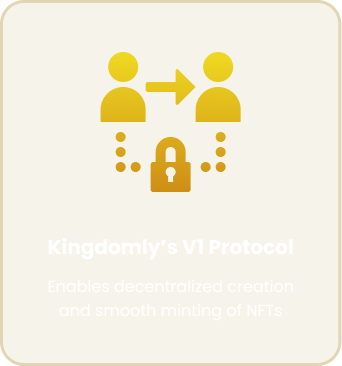 Kingdomly’s V1 Protocol
Enables decentralized creation
and smooth minting of NFTs